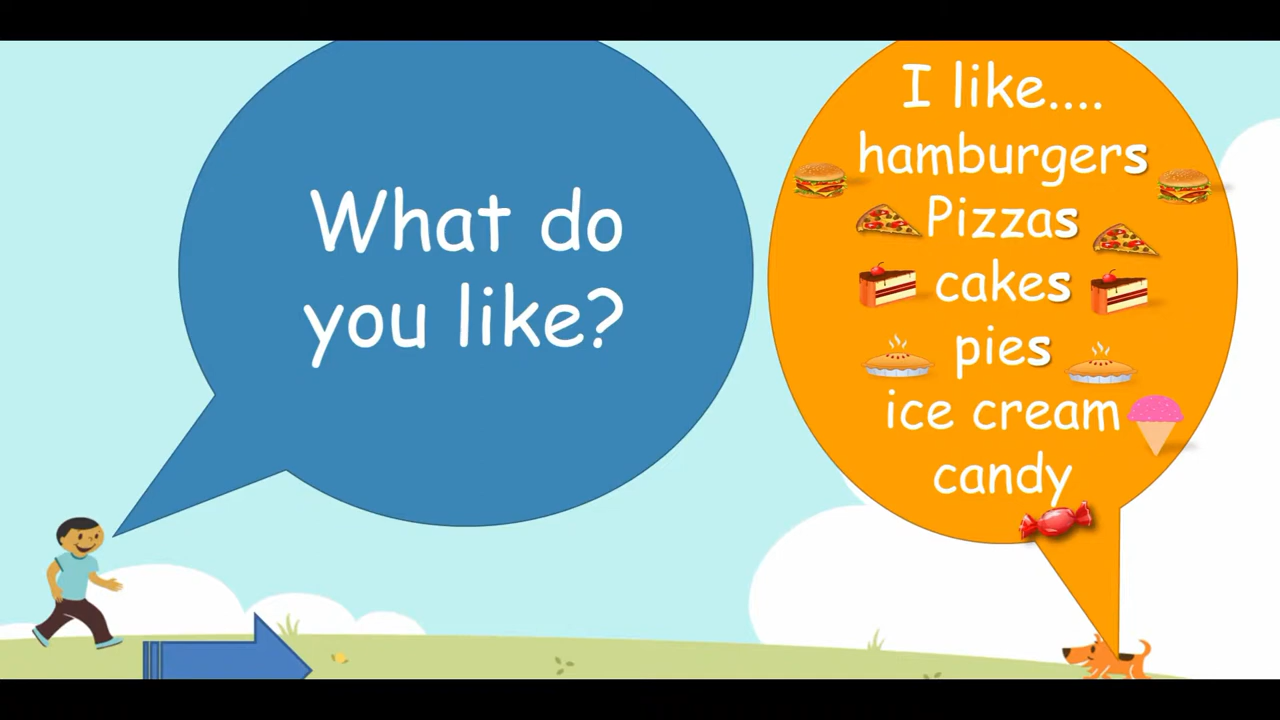 What do
you like?
I like....
hamburgers
Pizzas
cakes
pies
ice cream
candy